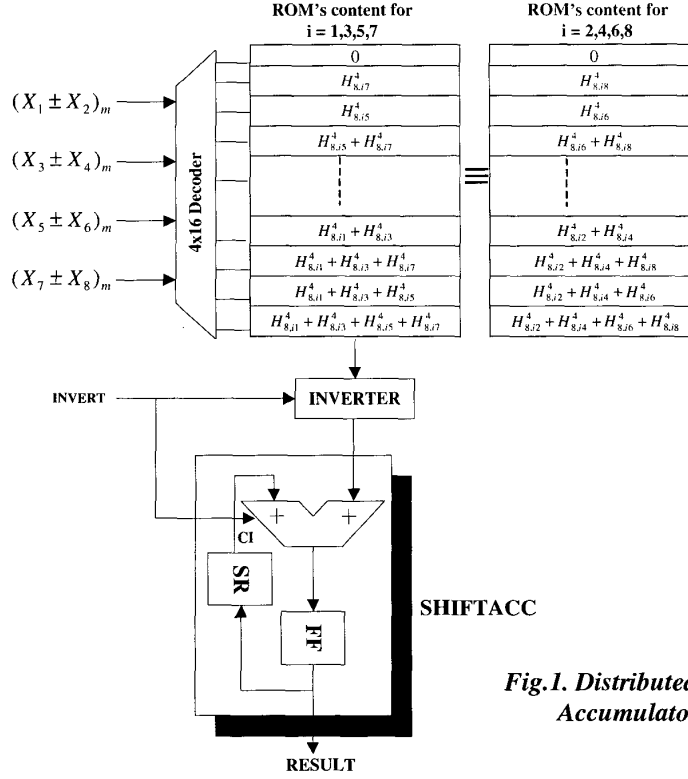 ROM's content for
i = 1,3,5,7
ROM's content for
i = 2,4,6,8
0
0
H⁴₈.ᵢ₇
H⁴₈.ᵢ₈
(X₁ ± X₂)ₘ
H⁴₈.ᵢ₅
H⁴₈.ᵢ₆
H⁴₈.ᵢ₅ + H⁴₈.ᵢ₇
H⁴₈.ᵢ₆ + H⁴₈.ᵢ₈
(X₃ ± X₄)ₘ
4x16 Decoder
≡
(X₅ ± X₆)ₘ
H⁴₈.ᵢ₁ + H⁴₈.ᵢ₃
H⁴₈.ᵢ₂ + H⁴₈.ᵢ₄
H⁴₈.ᵢ₁ + H⁴₈.ᵢ₃ + H⁴₈.ᵢ₇
H⁴₈.ᵢ₂ + H⁴₈.ᵢ₄ + H⁴₈.ᵢ₈
(X₇ ± X₈)ₘ
H⁴₈.ᵢ₁ + H⁴₈.ᵢ₃ + H⁴₈.ᵢ₅
H⁴₈.ᵢ₂ + H⁴₈.ᵢ₄ + H⁴₈.ᵢ₆
H⁴₈.ᵢ₁ + H⁴₈.ᵢ₃ + H⁴₈.ᵢ₅ + H⁴₈.ᵢ₇
H⁴₈.ᵢ₂ + H⁴₈.ᵢ₄ + H⁴₈.ᵢ₆ + H⁴₈.ᵢ₈
INVERT
INVERTER
+ +
CI
SR
FF
SHIFTACC
RESULT
Fig.1. Distributed
Accumulato